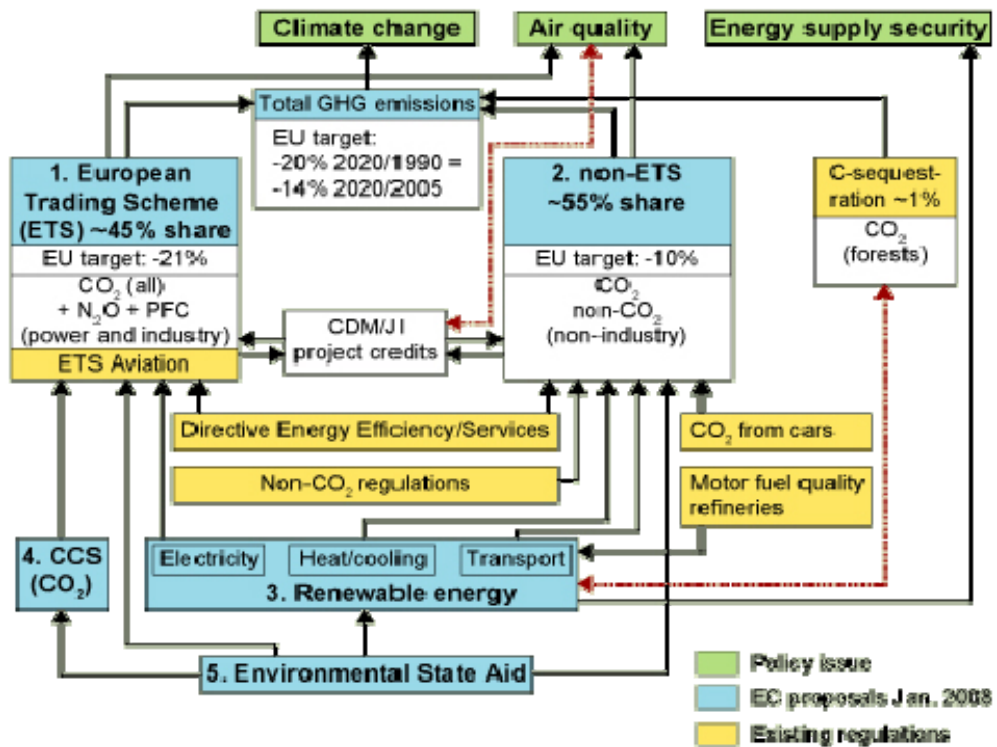 Climate change
Air quality
Energy supply security
Total GHG emissions
EU target:
-20% 2020/1990 =
-14% 2020/2005
1. European
Trading Scheme
(ETS) ~45% share
EU target: -21%
CO₂ (all)
+ N₂O + PFC
(power and industry)
ETS Aviation
2. non-ETS
~55% share
EU target: -10%
CO₂
non-CO₂
(non-industry)
C-sequest-
ration ~1%
CO₂
(forests)
CDM/JI
project credits
Directive Energy Efficiency/Services
CO₂ from cars
Non-CO₂ regulations
Motor fuel quality
refineries
4. CCS
(CO₂)
Electricity
Heat/cooling
Transport
3. Renewable energy
5. Environmental State Aid
Policy issue
EC proposals Jan. 2008
Existing regulations